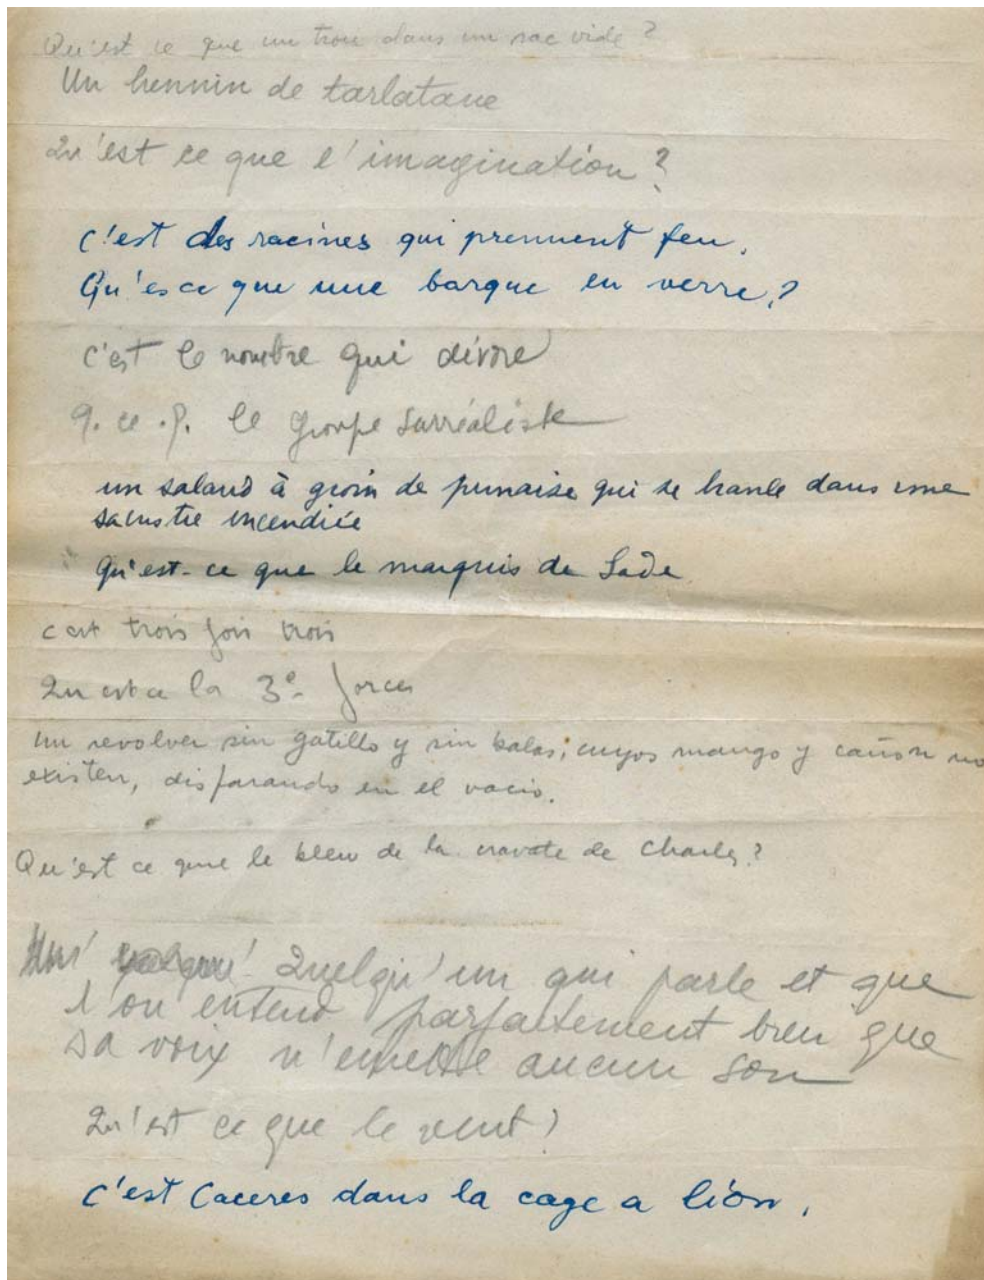 Qu'est ce que un trou dans un sac vide ?
Un hennin de tarlatane
Qu'est ce que l'imagination ?
C'est des racines qui prennent feu.
Qu'es ce que une barque en verre ?
C'est le nombre qui dévore
q. ce. q. le groupe surréaliste
un salaud à groin de punaise qui se branle dans une
sacristie incendiée
Qu'est-ce que le marquis de Sade
c'est trois fois trois
Qu est ce la 3e force
un revolver sin gatillo y sin balas, cuyos mango y cañon no
existen, disparando en el vacio.
Qu'est ce que le bleu de la cravate de Charles ?
Quelqu'un qui parle et que
l'on entend parfaitement bien que
sa voix n'emette aucun son
Qu'est ce que le vent ?
C'est Caceres dans la cage a lion.